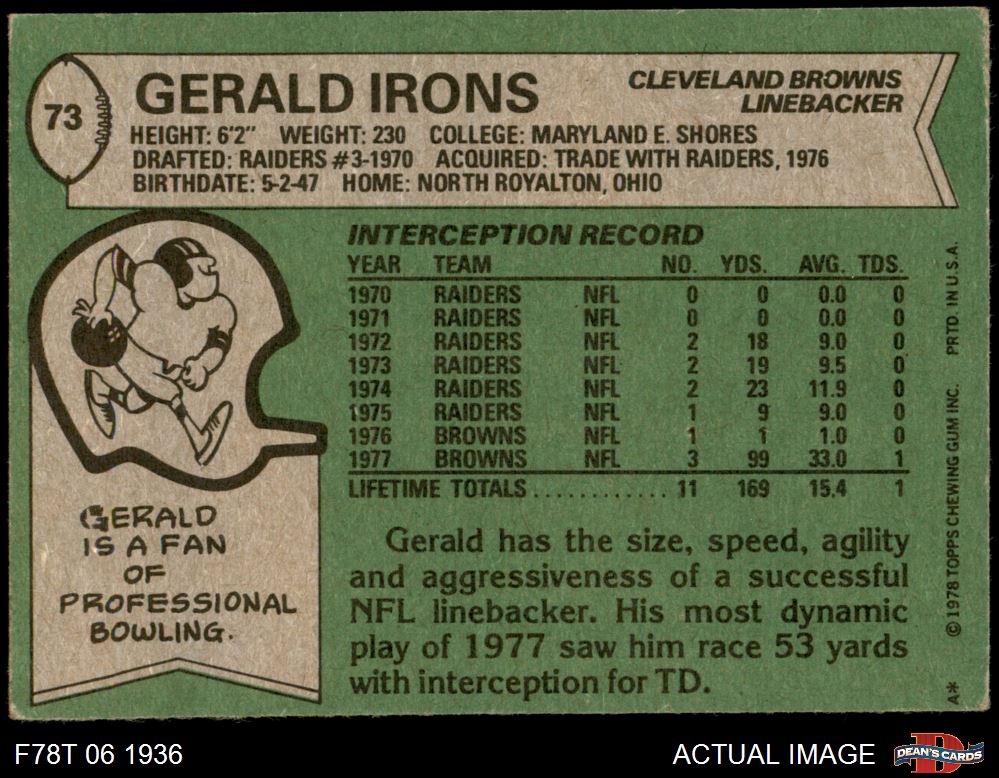 73
GERALD IRONS
CLEVELAND BROWNS
LINEBACKER
HEIGHT: 6'2" WEIGHT: 230 COLLEGE: MARYLAND E. SHORES
DRAFTED: RAIDERS #3-1970 ACQUIRED: TRADE WITH RAIDERS, 1976
BIRTHDATE: 5-2-47 HOME: NORTH ROYALTON, OHIO
INTERCEPTION RECORD
YEAR TEAM NO. YDS. AVG. TDS.
1970 RAIDERS NFL 0 0 0.0 0
1971 RAIDERS NFL 0 0 0.0 0
1972 RAIDERS NFL 2 18 9.0 0
1973 RAIDERS NFL 2 19 9.5 0
1974 RAIDERS NFL 2 23 11.9 0
1975 RAIDERS NFL 1 9 9.0 0
1976 BROWNS NFL 1 1 1.0 0
1977 BROWNS NFL 3 99 33.0 1
LIFETIME TOTALS............ 11 169 15.4 1
GERALD
IS A FAN
OF
PROFESSIONAL
BOWLING.
Gerald has the size, speed, agility
and aggressiveness of a successful
NFL linebacker. His most dynamic
play of 1977 saw him race 53 yards
with interception for TD.
A* © 1978 TOPPS CHEWING GUM INC. PRTD. IN U.S.A.
F78T 06 1936
ACTUAL IMAGE
D
DEAN'S CARDS